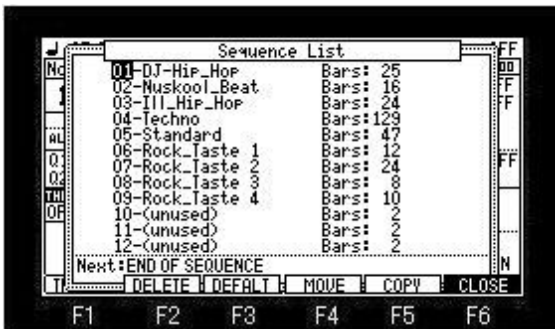 Sequence List
01-DJ-Hip_Hop Bars: 25
02-Nuskool_Beat Bars: 16
03-Ill_Hip_Hop Bars: 24
04-Techno Bars:129
05-Standard Bars: 47
06-Rock_Taste 1 Bars: 12
07-Rock_Taste 2 Bars: 24
08-Rock_Taste 3 Bars: 8
09-Rock_Taste 4 Bars: 10
10-(unused) Bars: 2
11-(unused) Bars: 2
12-(unused) Bars: 2
Next:END OF SEQUENCE
DELETE DEFALT MOVE COPY CLOSE
F1 F2 F3 F4 F5 F6